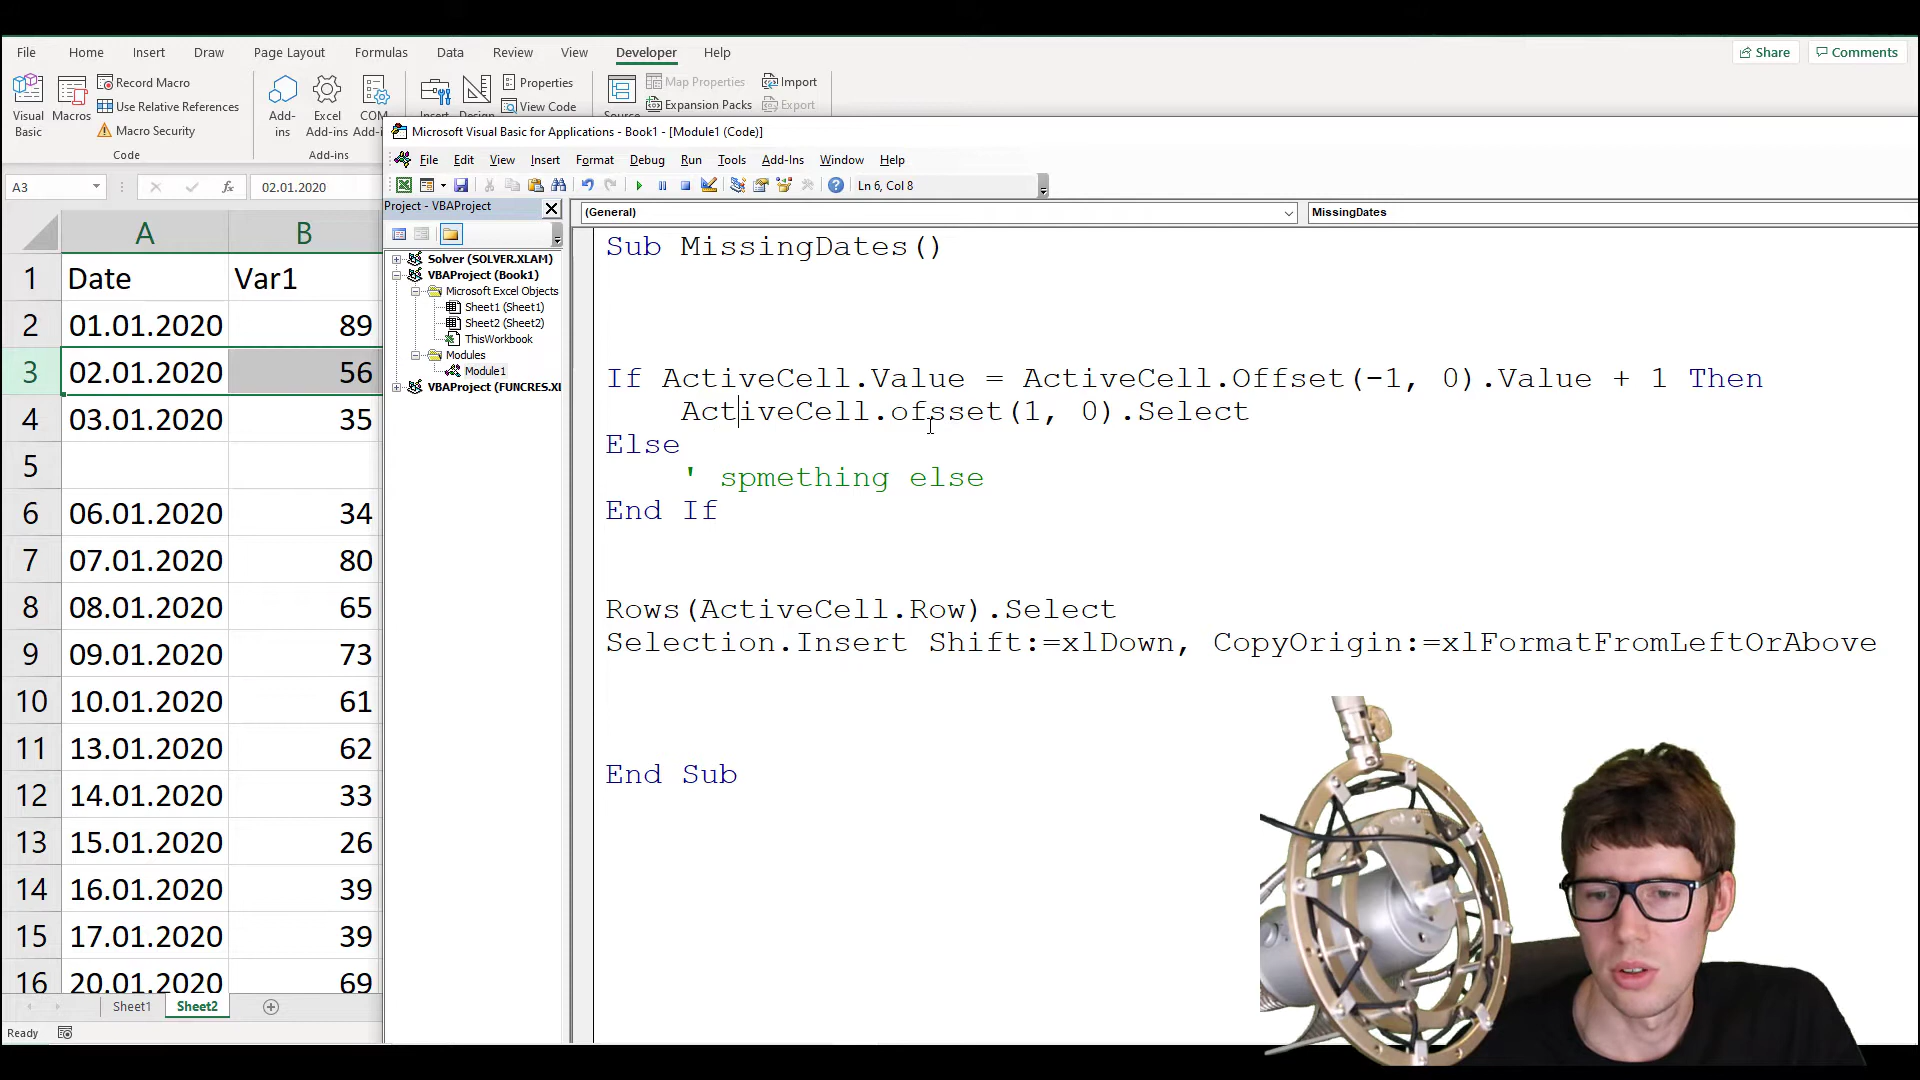 File Home Insert Draw Page Layout Formulas Data Review View Developer Help Share Comments
Visual Basic
Macros
Record Macro
Use Relative References
Macro Security
Code
Add-ins
Excel Add-ins
COM Add-i
Add-ins
Properties
View Code
Map Properties
Expansion Packs
Import
Export
A3
fx
02.01.2020
Microsoft Visual Basic for Applications - Book1 - [Module1 (Code)]
File Edit View Insert Format Debug Run Tools Add-Ins Window Help
Ln 6, Col 8
Project - VBAProject
Solver (SOLVER.XLAM)
VBAProject (Book1)
Microsoft Excel Objects
Sheet1 (Sheet1)
Sheet2 (Sheet2)
ThisWorkbook
Modules
Module1
VBAProject (FUNCRES.XL
(General)
MissingDates
Sub MissingDates()
If ActiveCell.Value = ActiveCell.Offset(-1, 0).Value + 1 Then
ActiveCell.ofsset(1, 0).Select
Else
' spmething else
End If
Rows(ActiveCell.Row).Select
Selection.Insert Shift:=xlDown, CopyOrigin:=xlFormatFromLeftOrAbove
End Sub
A B
1 Date Var1
2 01.01.2020 89
3 02.01.2020 56
4 03.01.2020 35
5
6 06.01.2020 34
7 07.01.2020 80
8 08.01.2020 65
9 09.01.2020 73
10 10.01.2020 61
11 13.01.2020 62
12 14.01.2020 33
13 15.01.2020 26
14 16.01.2020 39
15 17.01.2020 39
16 20.01.2020 69
Sheet1 Sheet2
Ready